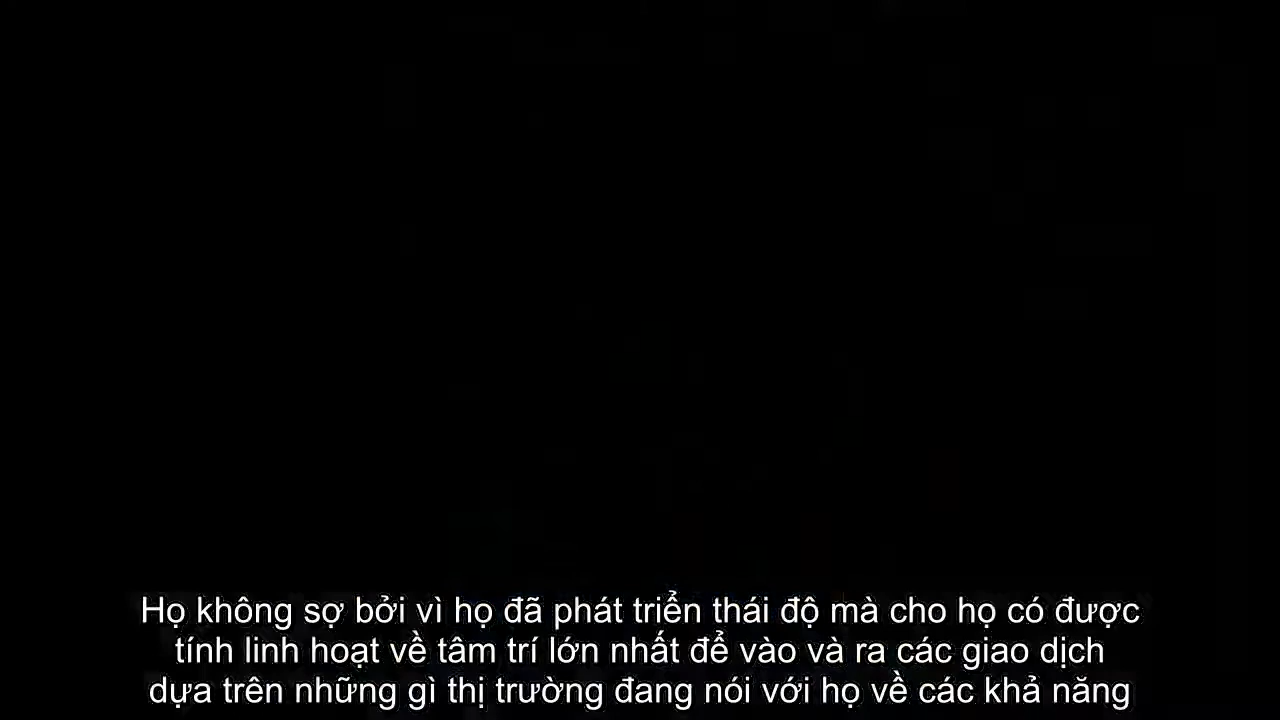 Họ không sợ bởi vì họ đã phát triển thái độ mà cho họ có được
tính linh hoạt về tâm trí lớn nhất để vào và ra các giao dịch
dựa trên những gì thị trường đang nói với họ về các khả năng